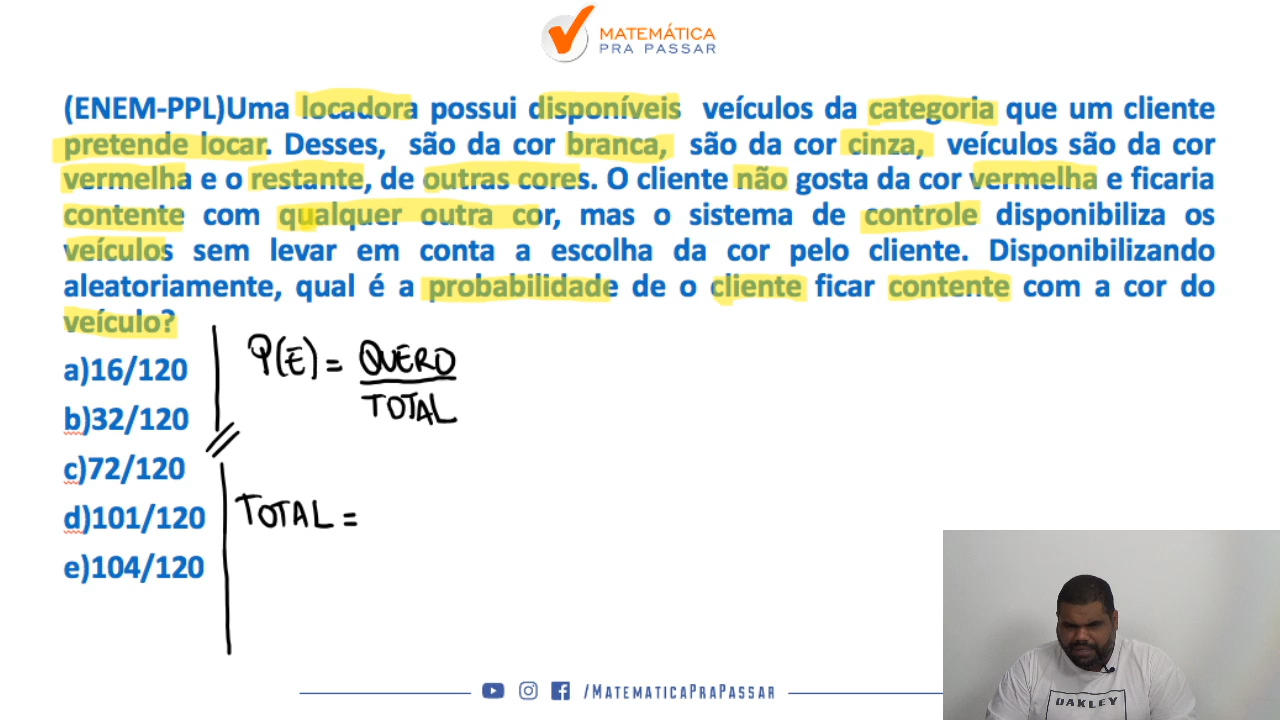 MATEMÁTICA
PRA PASSAR
(ENEM-PPL)Uma locadora possui disponíveis veículos da categoria que um cliente
pretende locar. Desses, são da cor branca, são da cor cinza, veículos são da cor
vermelha e o restante, de outras cores. O cliente não gosta da cor vermelha e ficaria
contente com qualquer outra cor, mas o sistema de controle disponibiliza os
veículos sem levar em conta a escolha da cor pelo cliente. Disponibilizando
aleatoriamente, qual é a probabilidade de o cliente ficar contente com a cor do
veículo?
a)16/120
b)32/120
c)72/120
d)101/120
e)104/120
P(E) = QUERO
TOTAL
TOTAL =
OAKLEY
/MATEMATICAPRAPASSAR